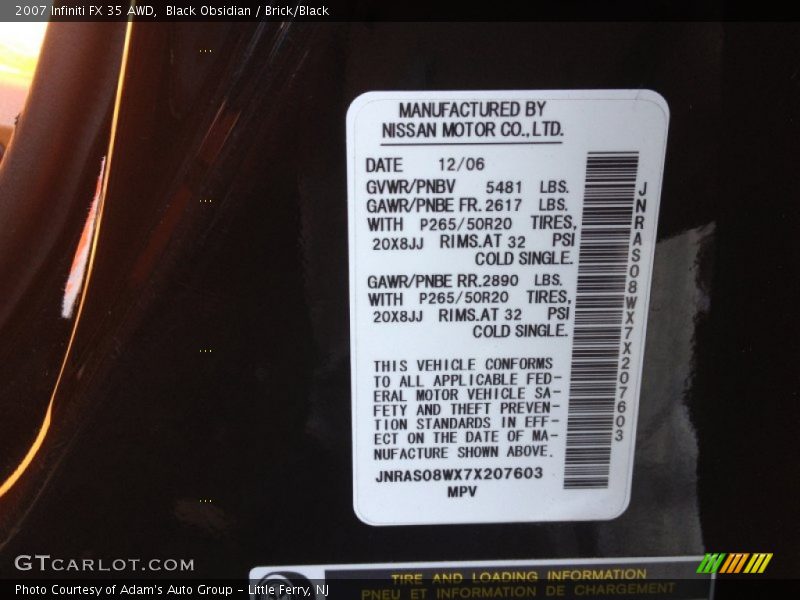 2007 Infiniti FX 35 AWD,  Black Obsidian / Brick/Black
MANUFACTURED BY
NISSAN MOTOR CO.,LTD.
DATE 12/06
GVWR/PNBV 5481 LBS.
GAWR/PNBE FR.2617 LBS.
WITH P265/50R20 TIRES,
20X8JJ RIMS.AT 32 PSI
COLD SINGLE.
GAWR/PNBE RR.2890 LBS.
WITH P265/50R20 TIRES,
20X8JJ RIMS.AT 32 PSI
COLD SINGLE.
THIS VEHICLE CONFORMS
TO ALL APPLICABLE FED-
ERAL MOTOR VEHICLE SA-
FETY AND THEFT PREVEN-
TION STANDARDS IN EFF-
ECT ON THE DATE OF MA-
NUFACTURE SHOWN ABOVE.
JNRAS08WX7X207603
MPV
JNRAS08WX7X207603
TIRE AND LOADING INFORMATION
PNEU ET INFORMATION DE CHARGEMENT
GTCARLOT.COM
Photo Courtesy of Adam's Auto Group - Little Ferry, NJ